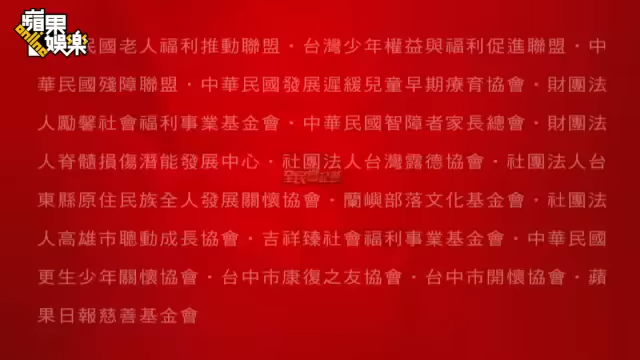 蘋果
online
娛樂
民國老人福利推動聯盟・台灣少年權益與福利促進聯盟・中
華民國殘障聯盟・中華民國發展遲緩兒童早期療育協會・財團法
人勵馨社會福利事業基金會・中華民國智障者家長總會・財團法
人脊髓損傷潛能發展中心・社團法人台灣露德協會・社團法人台
東縣原住民族全人發展關懷協會・蘭嶼部落文化基金會，社團法
人高雄市聰動成長協會・吉祥臻社會福利事業基金會・中華民國
更生少年關懷協會・台中市康復之友協會・台中市開懷協會・蘋
果日報慈善基金會